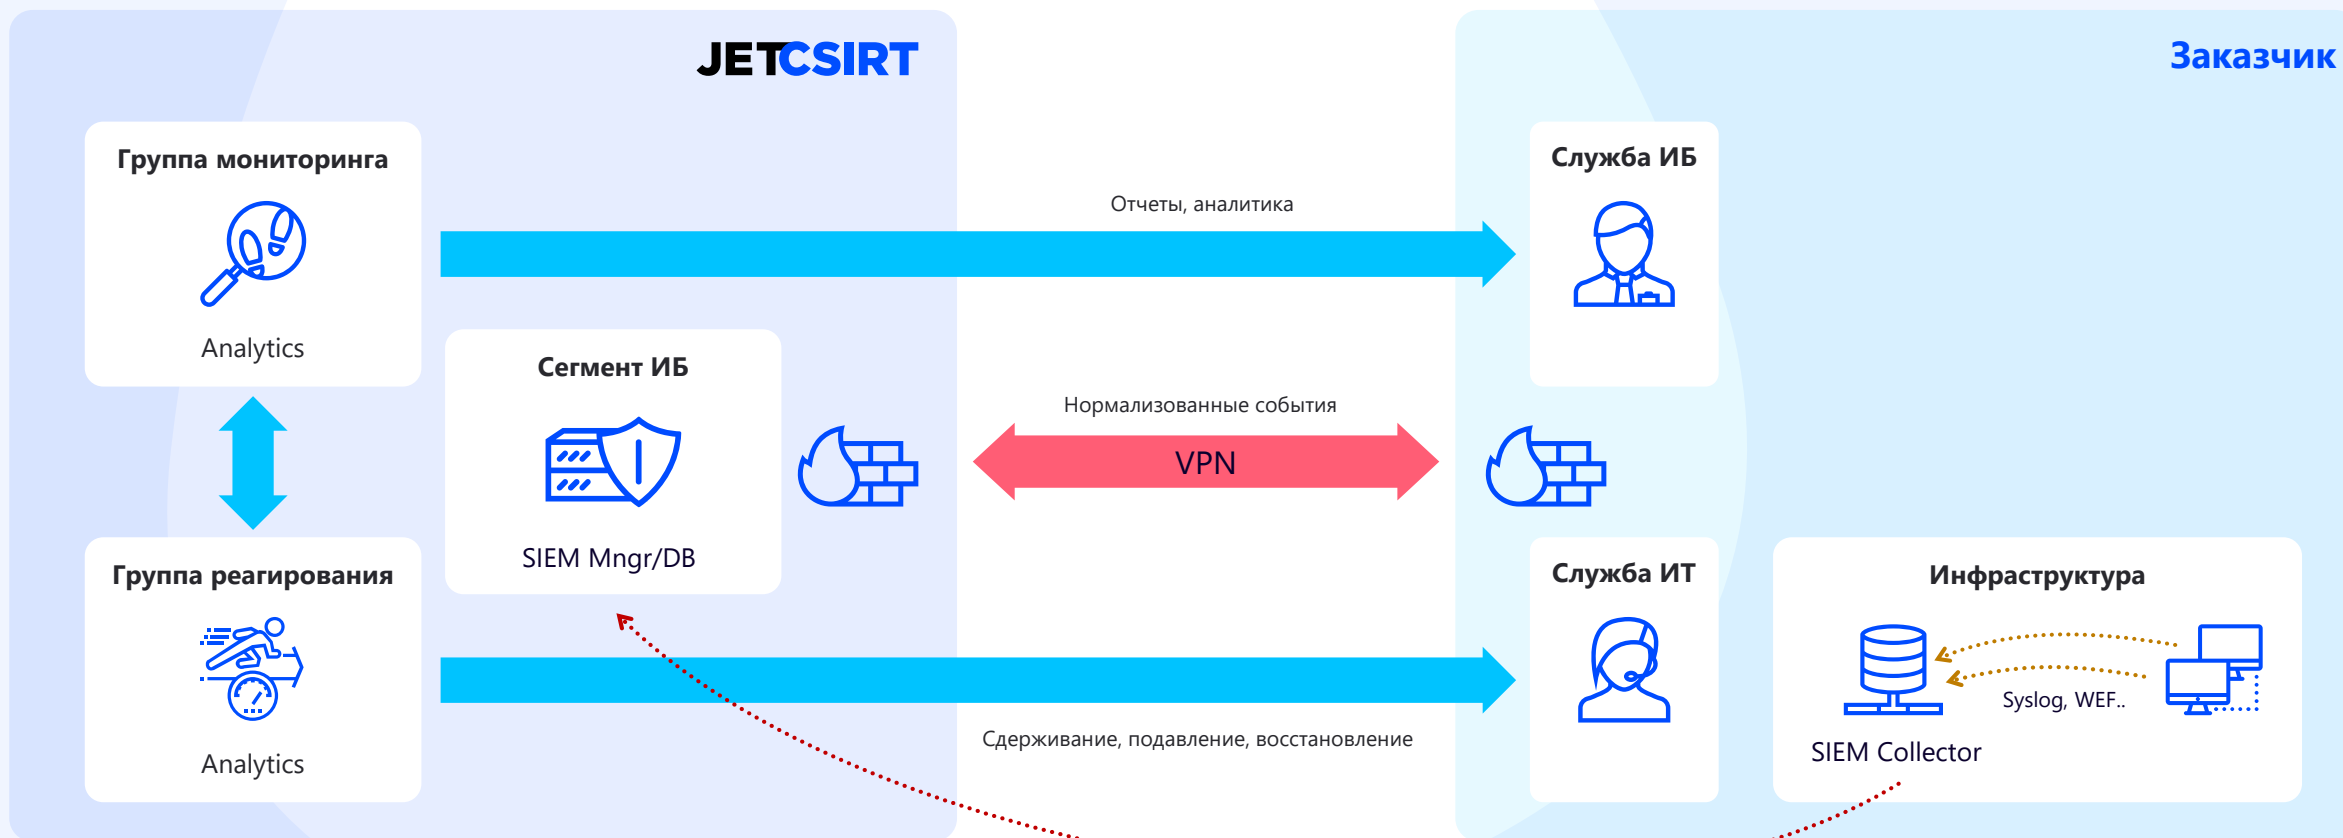 JETCSIRT
Заказчик
Группа мониторинга
Analytics
Служба ИБ
Отчеты, аналитика
Сегмент ИБ
SIEM Mngr/DB
Нормализованные события
VPN
Группа реагирования
Analytics
Служба ИТ
Сдерживание, подавление, восстановление
Инфраструктура
Syslog, WEF..
SIEM Collector